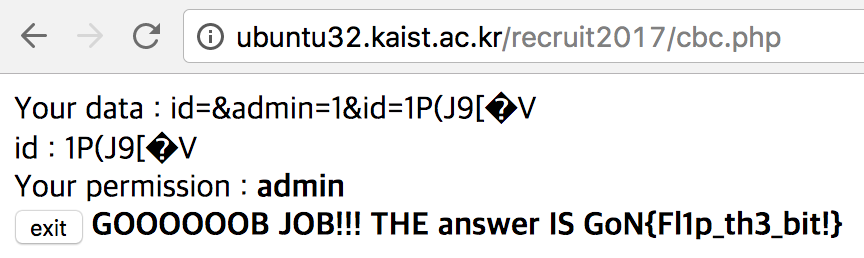 ubuntu32.kaist.ac.kr/recruit2017/cbc.php
Your data : id=&admin=1&id=1P(J9[�V
id : 1P(J9[�V
Your permission : admin
exit GOOOOOOB JOB!!! THE answer IS GoN{Fl1p_th3_bit!}